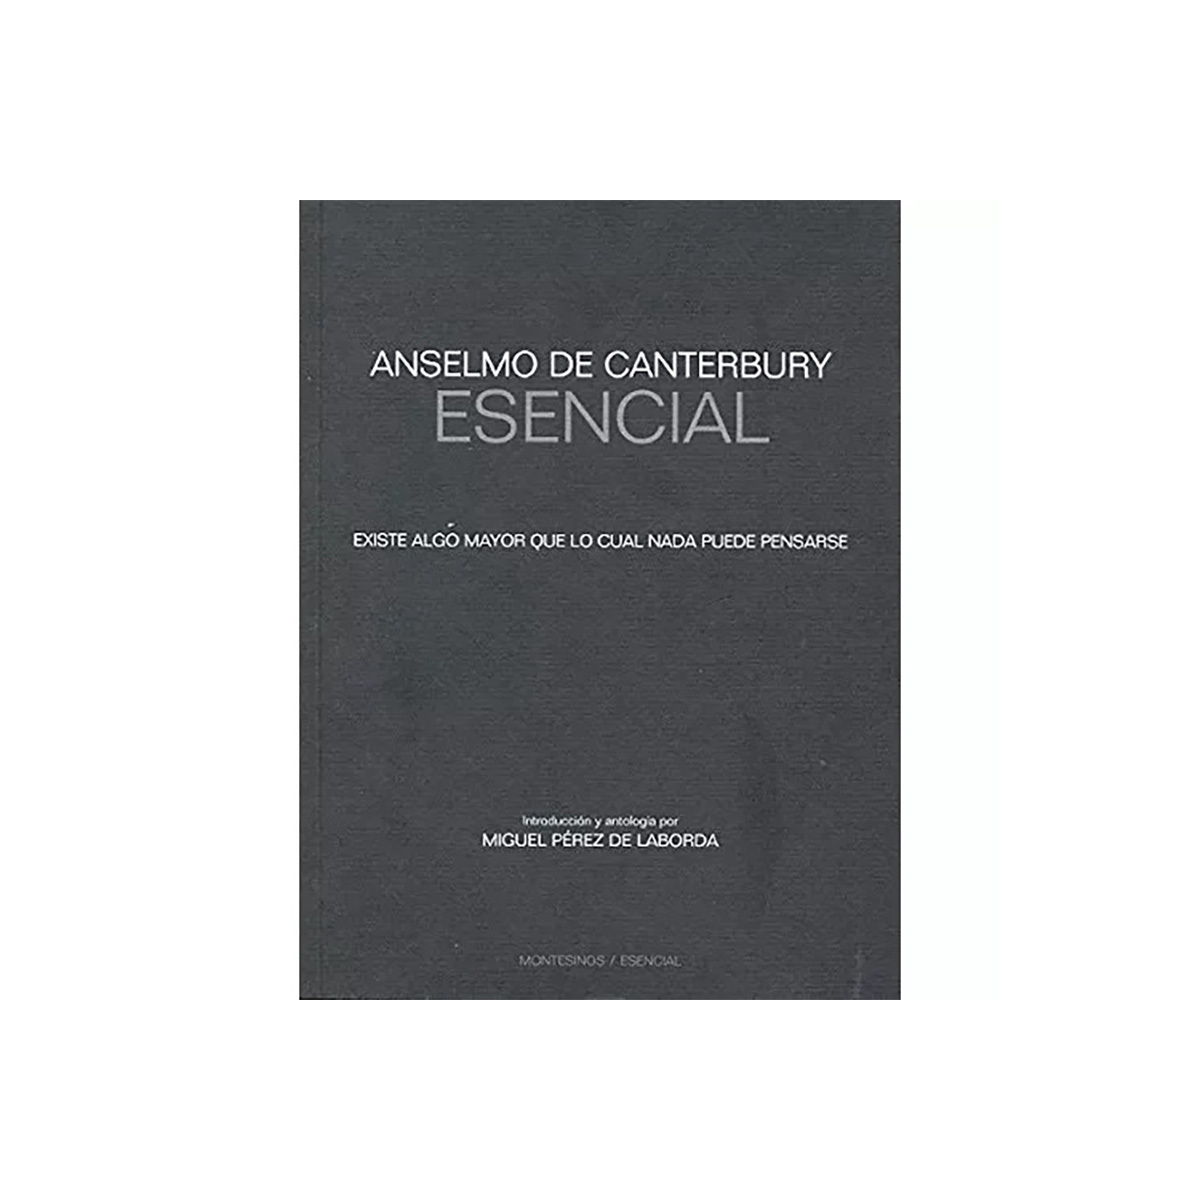 ANSELMO DE CANTERBURY
ESENCIAL
EXISTE ALGO MAYOR QUE LO CUAL NADA PUEDE PENSARSE
Introducción y antología por
MIGUEL PÉREZ DE LABORDA
MONTESINOS / ESENCIAL